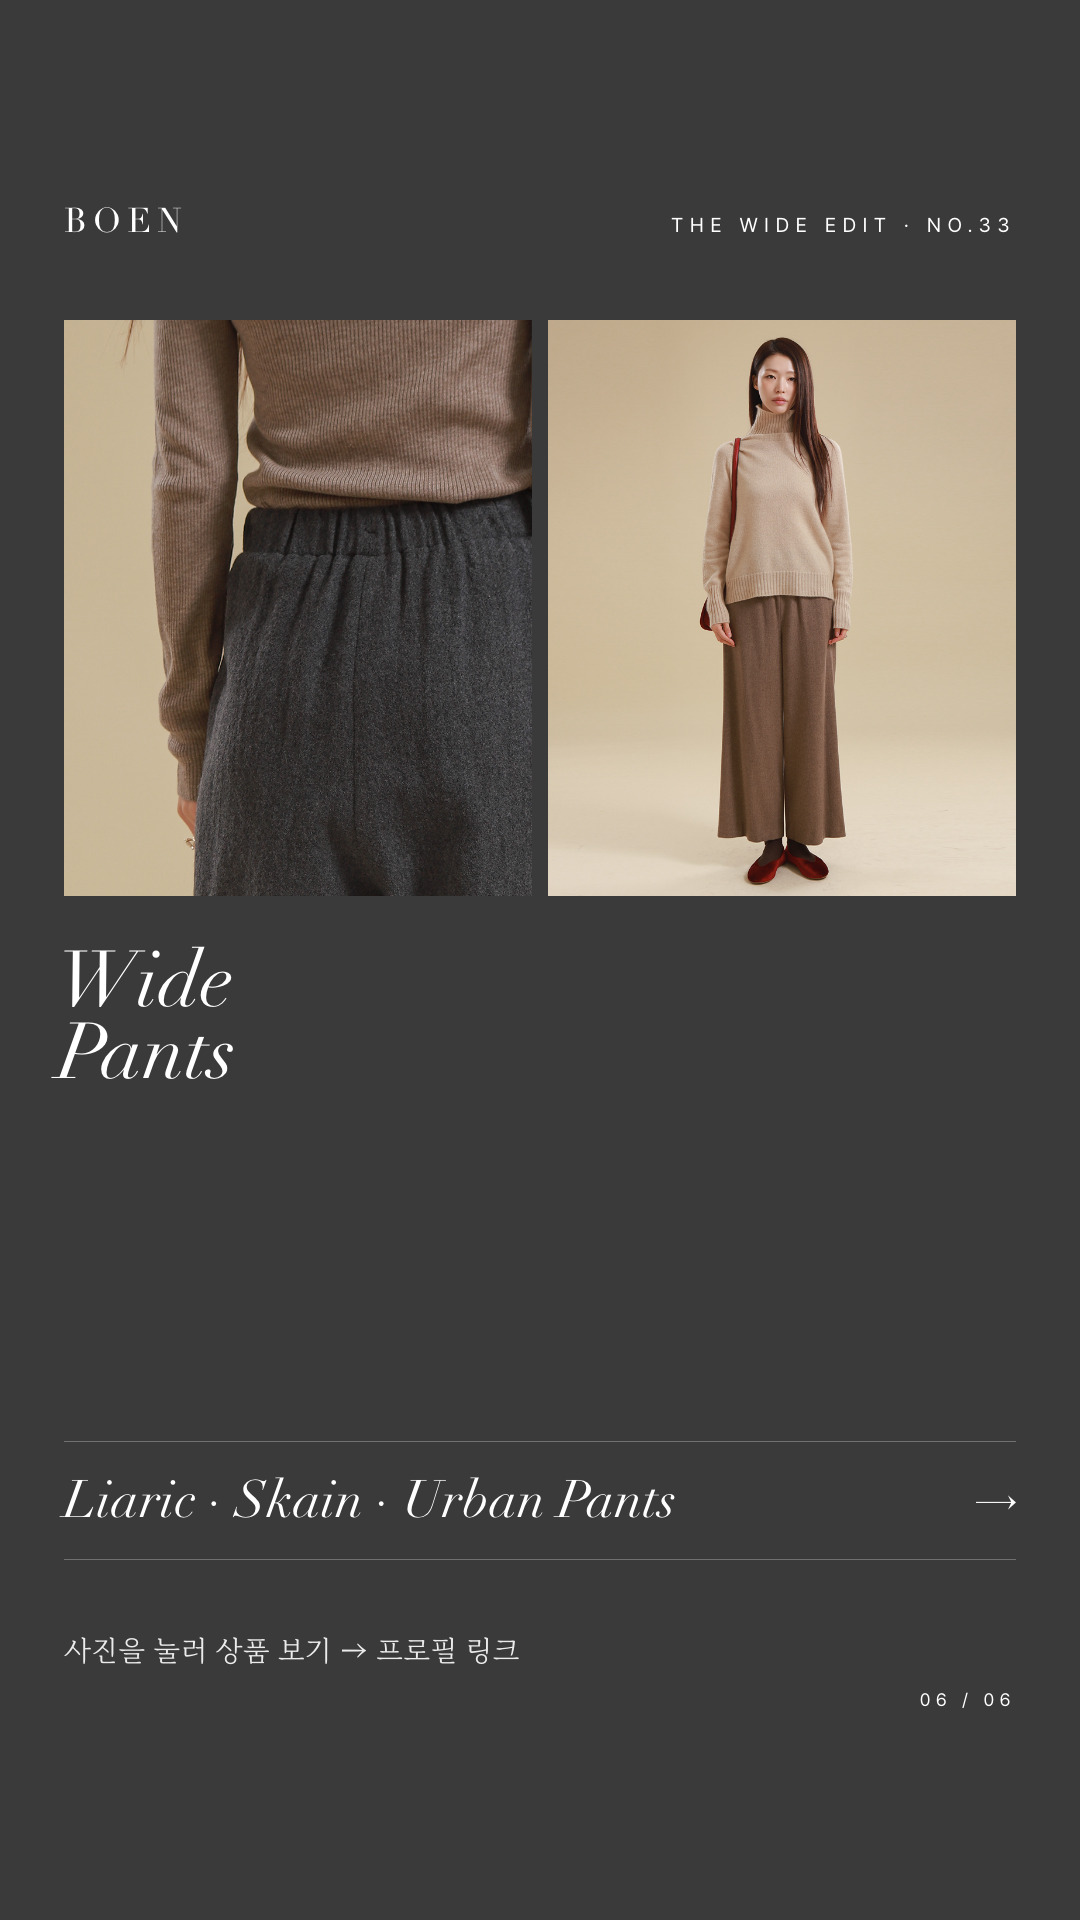 BOEN
THE WIDE EDIT · NO.33
Wide
Pants
Liaric · Skain · Urban Pants →
사진을 눌러 상품 보기 → 프로필 링크
06 / 06